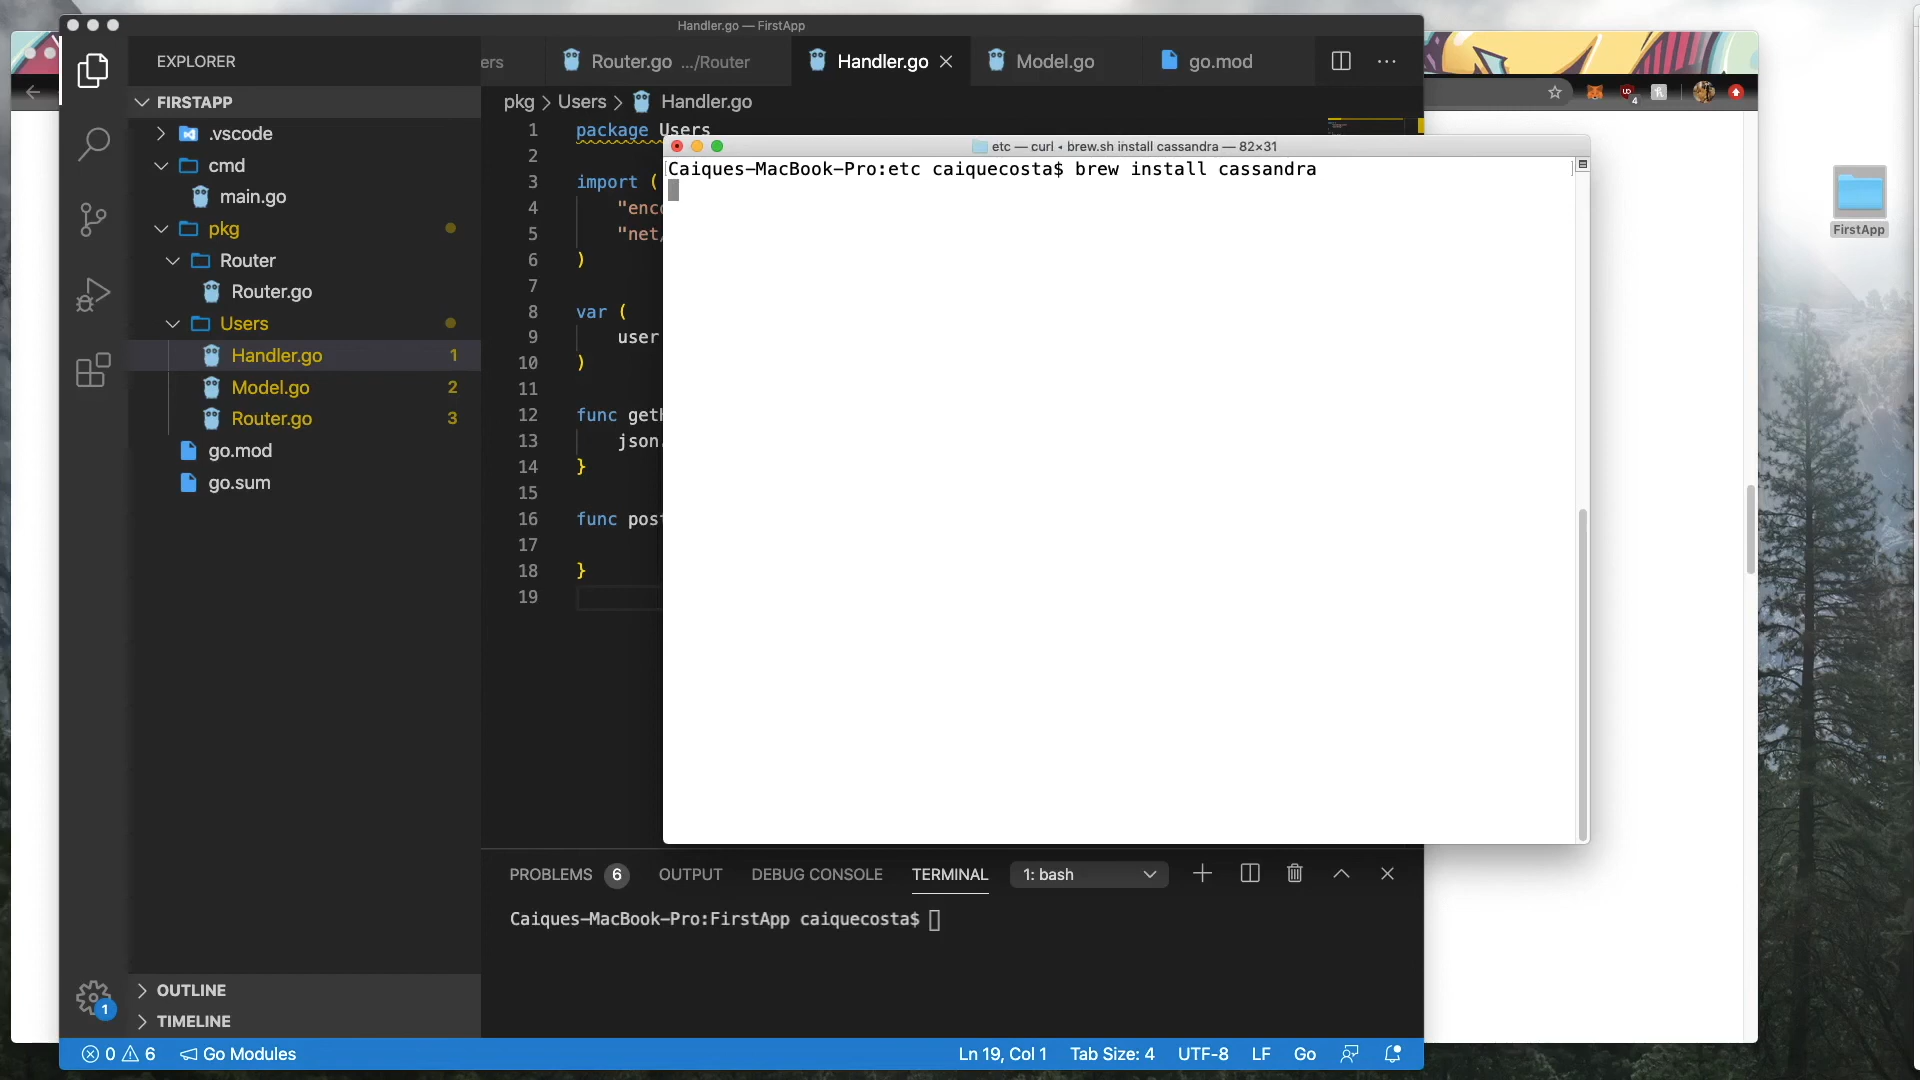 Handler.go — FirstApp
EXPLORER
ers
Router.go .../Router
Handler.go
Model.go
go.mod
FIRSTAPP
.vscode
cmd
main.go
pkg
Router
Router.go
Users
Handler.go 1
Model.go 2
Router.go 3
go.mod
go.sum
OUTLINE
TIMELINE
1
pkg > Users > Handler.go
1 package Users
2
3 import (
4 "enc
5 "net/
6 )
7
8 var (
9 user
10 )
11
12 func get
13 json.
14 }
15
16 func post
17
18 }
19
etc — curl ◂ brew.sh install cassandra — 82×31
Caiques-MacBook-Pro:etc caiquecosta$ brew install cassandra
PROBLEMS 6 OUTPUT DEBUG CONSOLE TERMINAL 1: bash
Caiques-MacBook-Pro:FirstApp caiquecosta$
0 6 Go Modules
Ln 19, Col 1 Tab Size: 4 UTF-8 LF Go
4
FirstApp